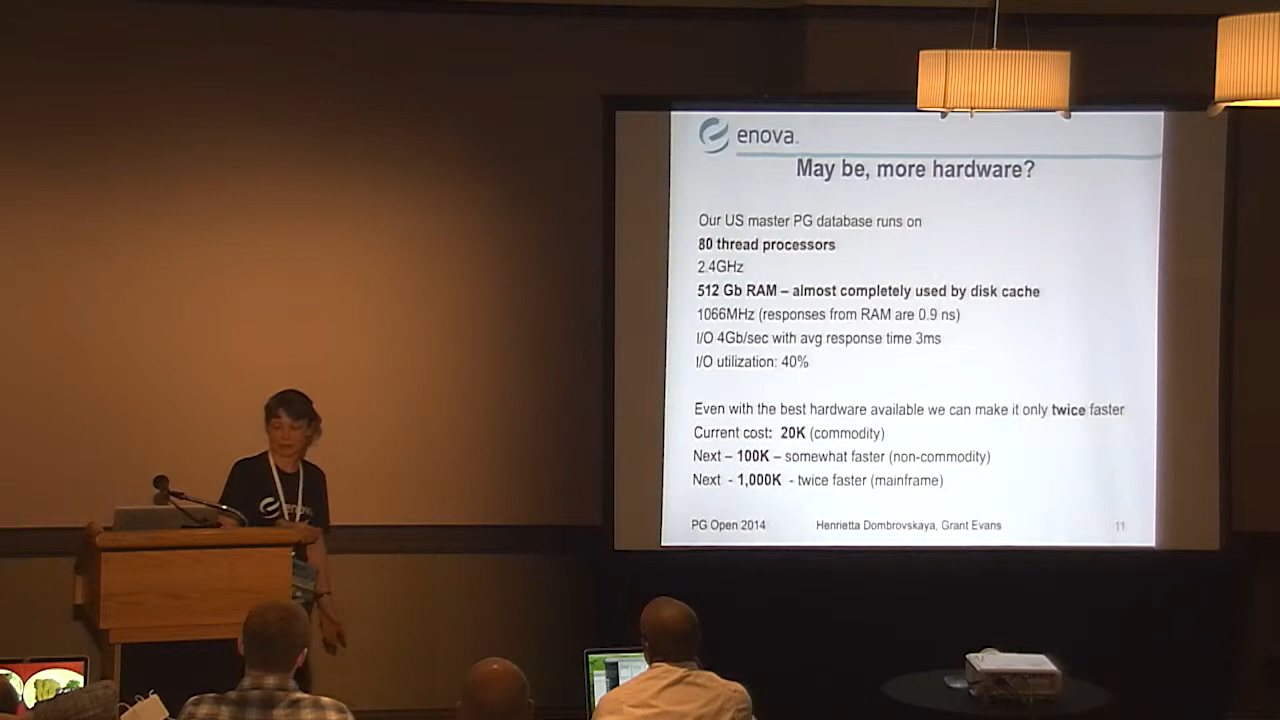 enova
May be, more hardware?
Our US master PG database runs on
80 thread processors
2.4GHz
512 Gb RAM – almost completely used by disk cache
1066MHz (responses from RAM are 0.9 ns)
I/O 4Gb/sec with avg response time 3ms
I/O utilization: 40%
Even with the best hardware available we can make it only twice faster
Current cost: 20K (commodity)
Next – 100K – somewhat faster (non-commodity)
Next - 1,000K - twice faster (mainframe)
PG Open 2014 Henrietta Dombrovskaya, Grant Evans 11
enova